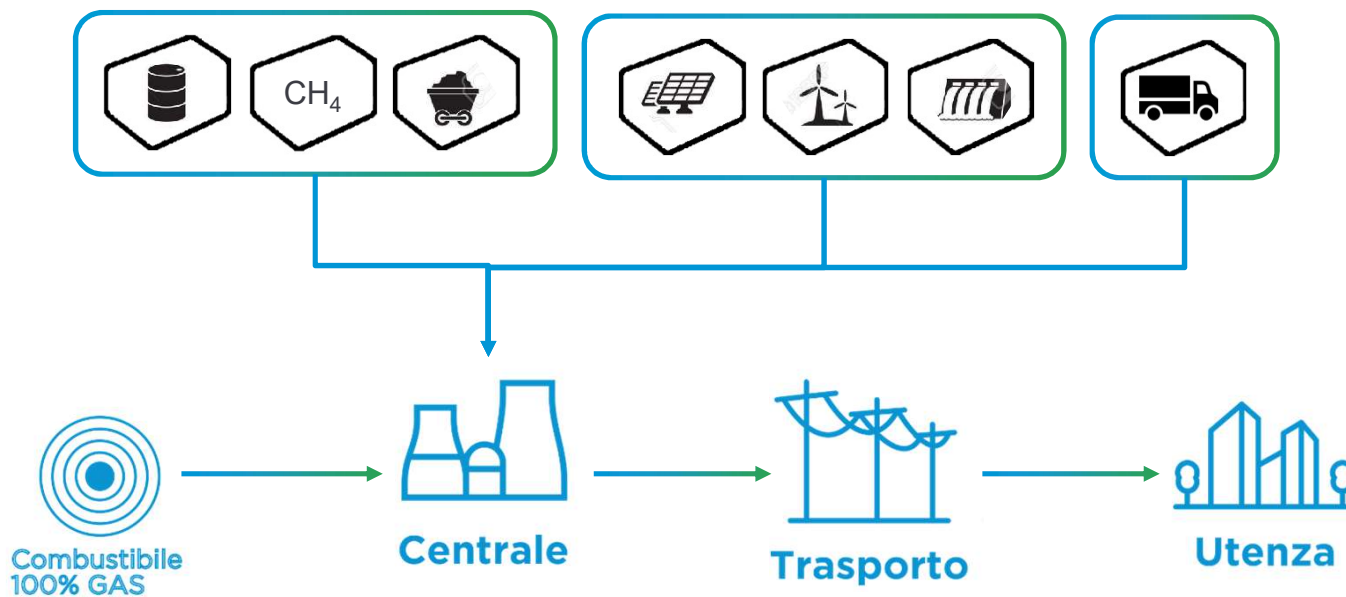 CH₄
Combustibile
100% GAS
Centrale
Trasporto
Utenza